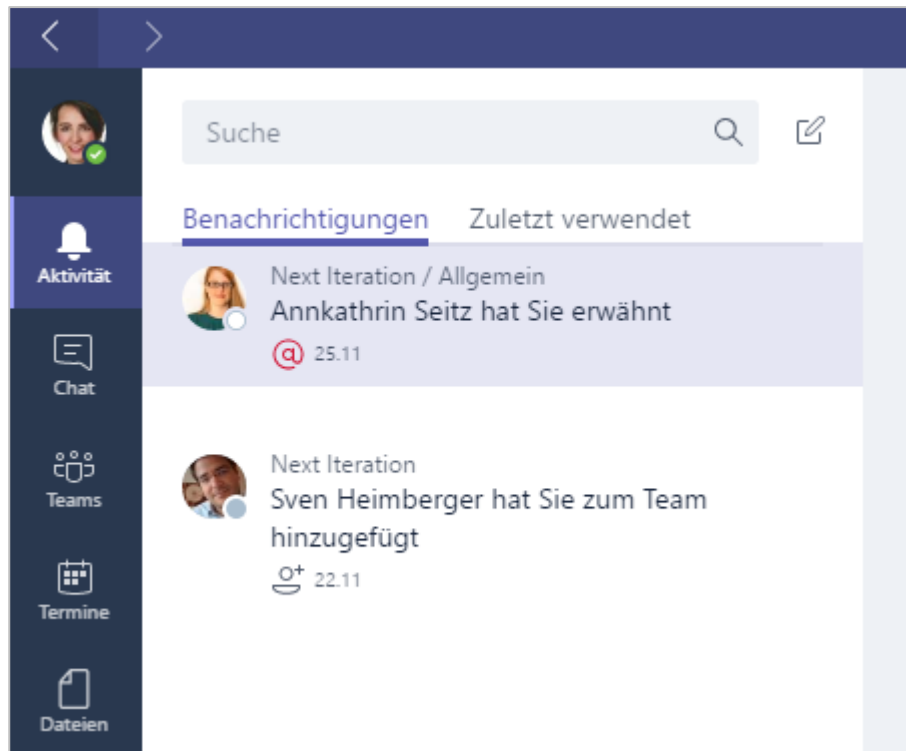 Suche
Benachrichtigungen Zuletzt verwendet
Aktivität
Next Iteration / Allgemein
Annkathrin Seitz hat Sie erwähnt
@ 25.11
Chat
Next Iteration
Sven Heimberger hat Sie zum Team
hinzugefügt
22.11
Teams
Termine
Dateien